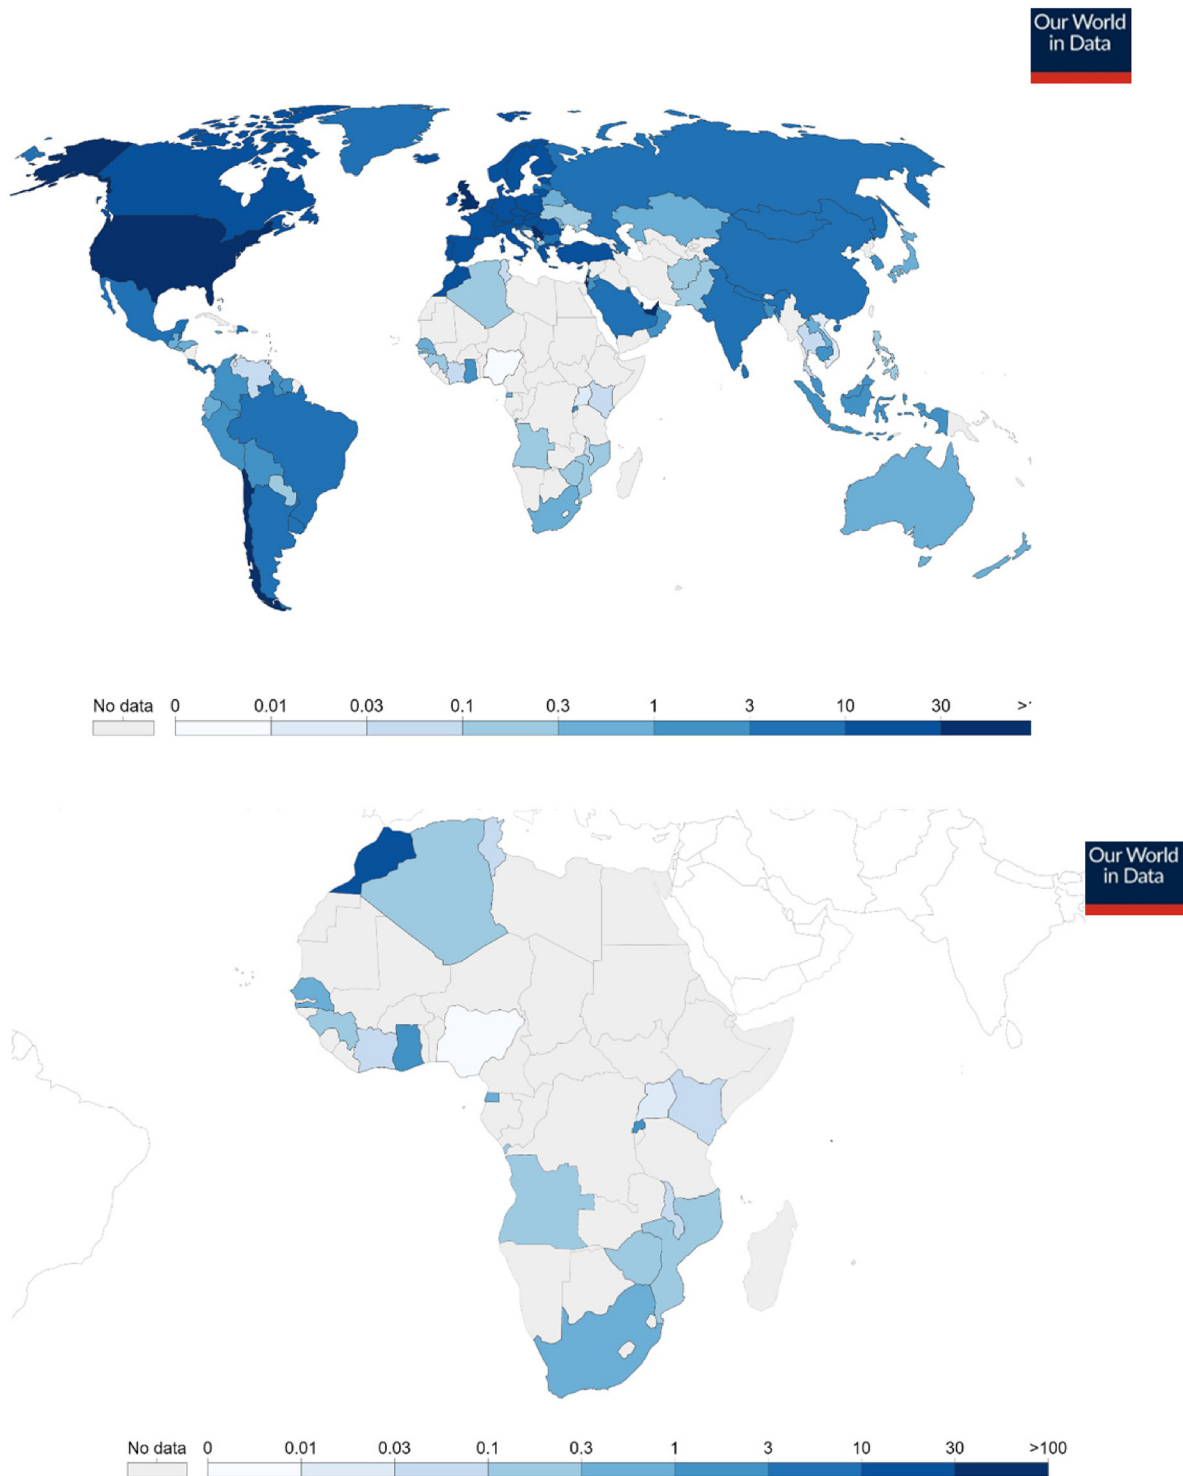 Our World
in Data
No data 0 0.01 0.03 0.1 0.3 1 3 10 30 >
Our World
in Data
No data 0 0.01 0.03 0.1 0.3 1 3 10 30 >100